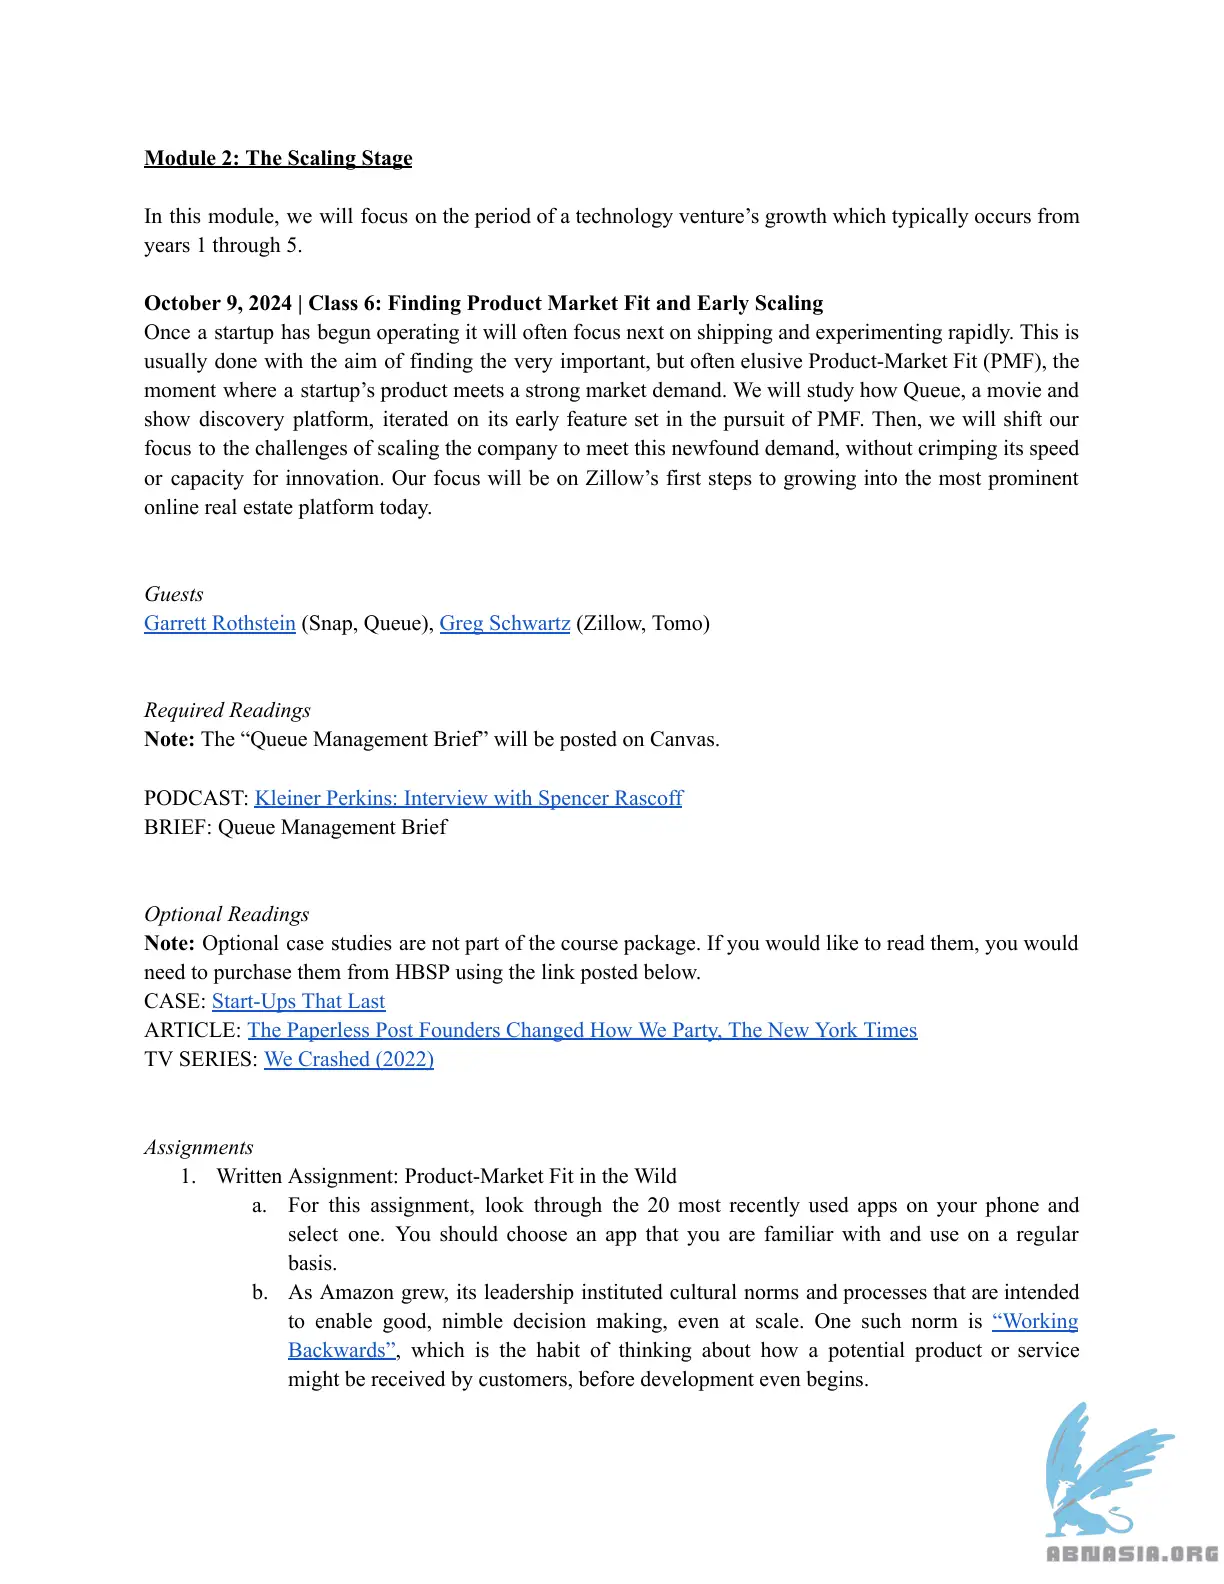 Module 2: The Scaling Stage
In this module, we will focus on the period of a technology venture’s growth which typically occurs from
years 1 through 5.
October 9, 2024 | Class 6: Finding Product Market Fit and Early Scaling
Once a startup has begun operating it will often focus next on shipping and experimenting rapidly. This is
usually done with the aim of finding the very important, but often elusive Product-Market Fit (PMF), the
moment where a startup’s product meets a strong market demand. We will study how Queue, a movie and
show discovery platform, iterated on its early feature set in the pursuit of PMF. Then, we will shift our
focus to the challenges of scaling the company to meet this newfound demand, without crimping its speed
or capacity for innovation. Our focus will be on Zillow’s first steps to growing into the most prominent
online real estate platform today.
Guests
Garrett Rothstein (Snap, Queue), Greg Schwartz (Zillow, Tomo)
Required Readings
Note: The “Queue Management Brief” will be posted on Canvas.
PODCAST: Kleiner Perkins: Interview with Spencer Rascoff
BRIEF: Queue Management Brief
Optional Readings
Note: Optional case studies are not part of the course package. If you would like to read them, you would
need to purchase them from HBSP using the link posted below.
CASE: Start-Ups That Last
ARTICLE: The Paperless Post Founders Changed How We Party, The New York Times
TV SERIES: We Crashed (2022)
Assignments
1. Written Assignment: Product-Market Fit in the Wild
a. For this assignment, look through the 20 most recently used apps on your phone and
select one. You should choose an app that you are familiar with and use on a regular
basis.
b. As Amazon grew, its leadership instituted cultural norms and processes that are intended
to enable good, nimble decision making, even at scale. One such norm is “Working
Backwards”, which is the habit of thinking about how a potential product or service
might be received by customers, before development even begins.
ABNASIA.ORG